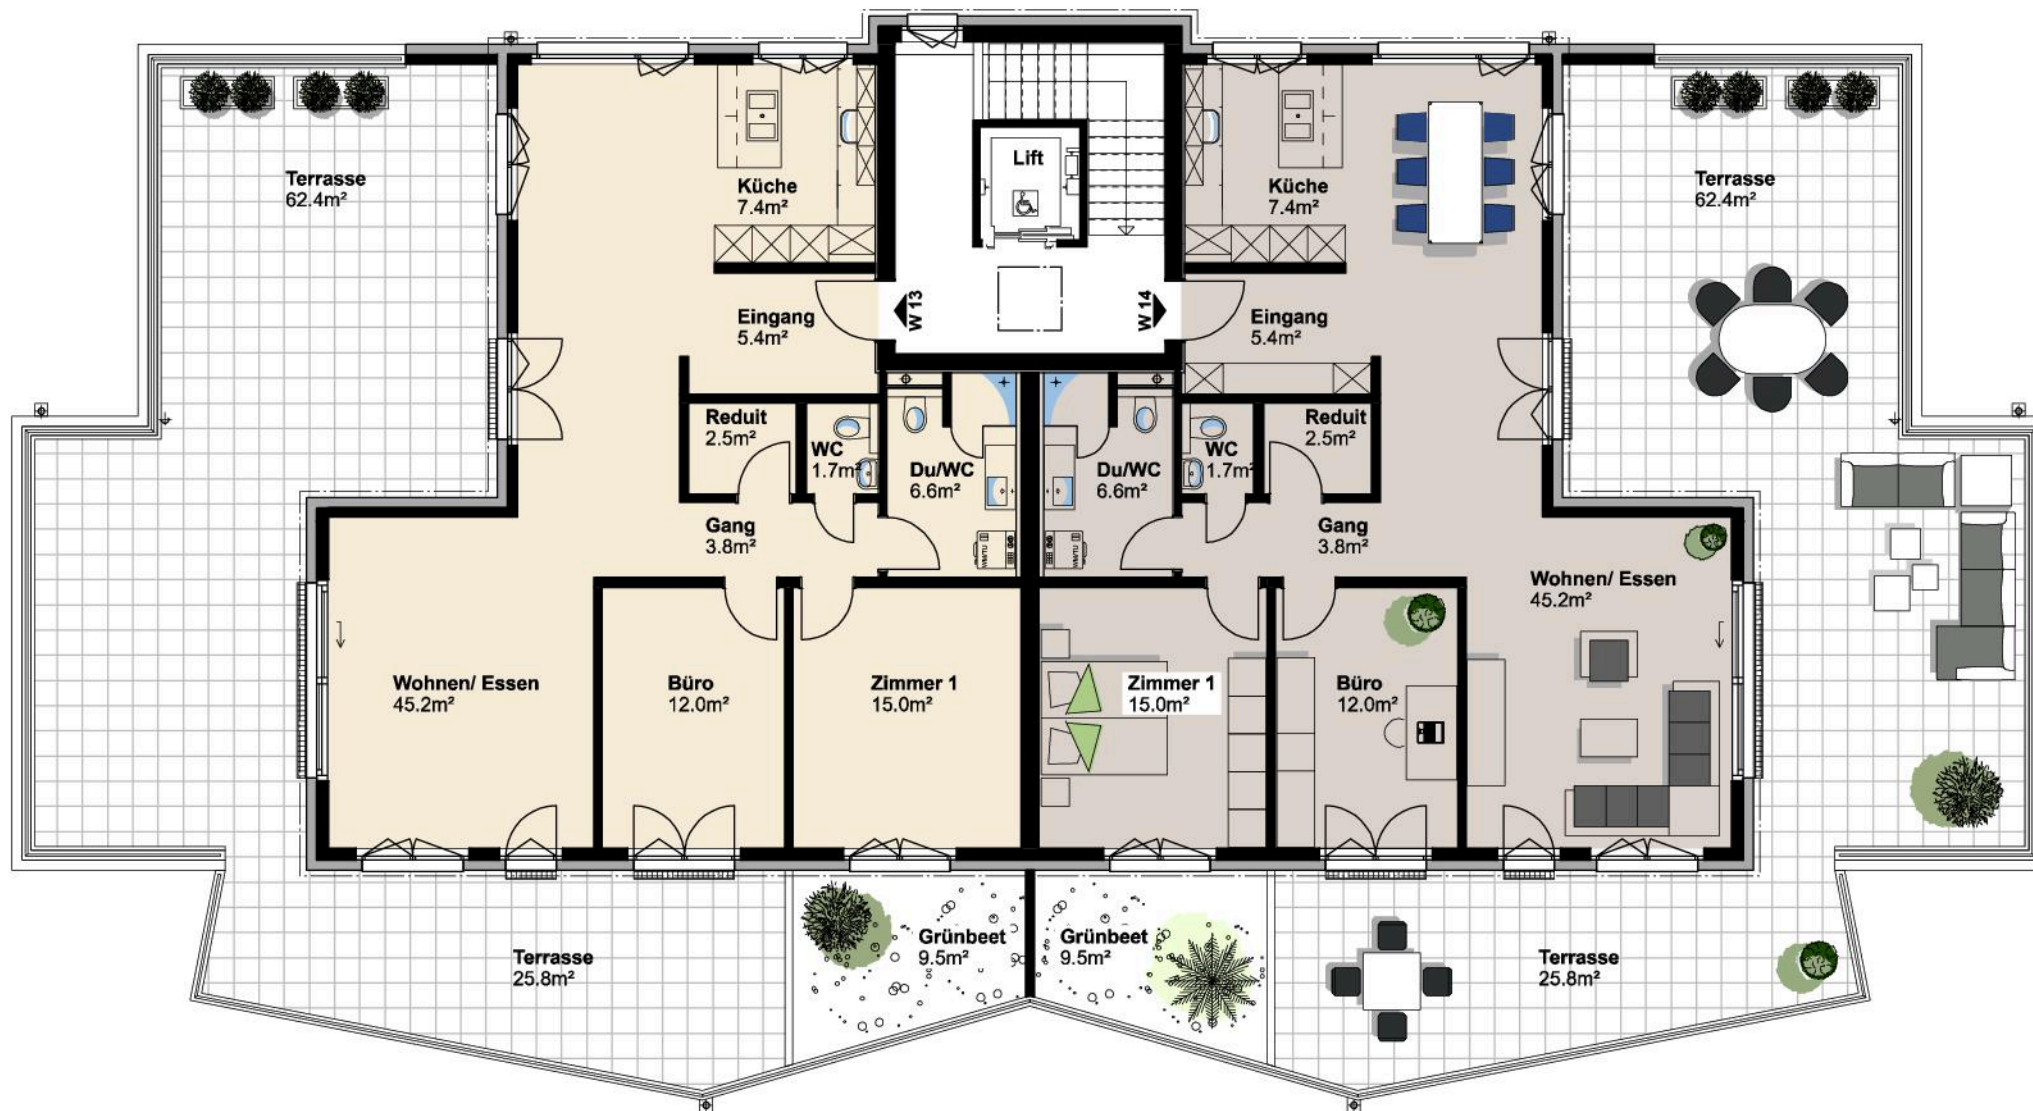 Terrasse
62.4m²
Küche
7.4m²
Lift
Küche
7.4m²
Terrasse
62.4m²
Eingang
5.4m²
W 13
W 14
Eingang
5.4m²
Reduit
2.5m²
WC
1.7m²
Du/WC
6.6m²
Du/WC
6.6m²
WC
1.7m²
Reduit
2.5m²
Gang
3.8m²
WM/TU
WM/TU
Gang
3.8m²
Wohnen/ Essen
45.2m²
Wohnen/ Essen
45.2m²
Büro
12.0m²
Zimmer 1
15.0m²
Zimmer 1
15.0m²
Büro
12.0m²
Terrasse
25.8m²
Grünbeet
9.5m²
Grünbeet
9.5m²
Terrasse
25.8m²